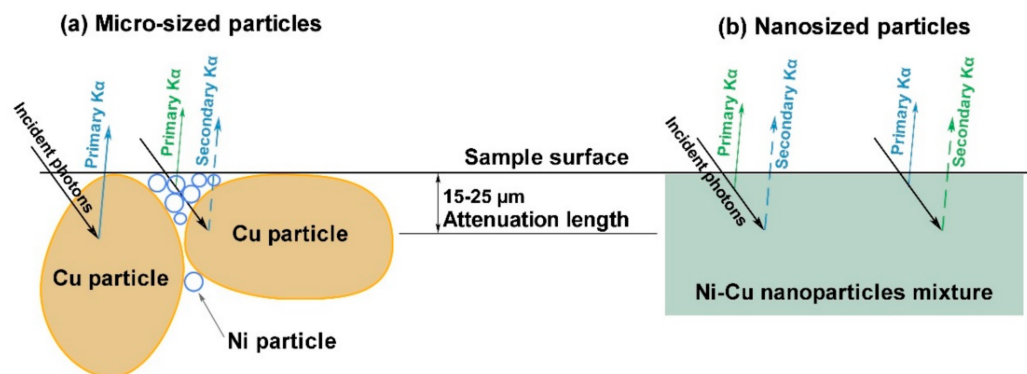 (a) Micro-sized particles
(b) Nanosized particles
Incident photons
Primary Kα
Primary Kα
Secondary Kα
Sample surface
15-25 µm
Attenuation length
Cu particle
Cu particle
Ni particle
Incident photons
Primary Kα
Secondary Kα
Primary Kα
Secondary Kα
Ni-Cu nanoparticles mixture